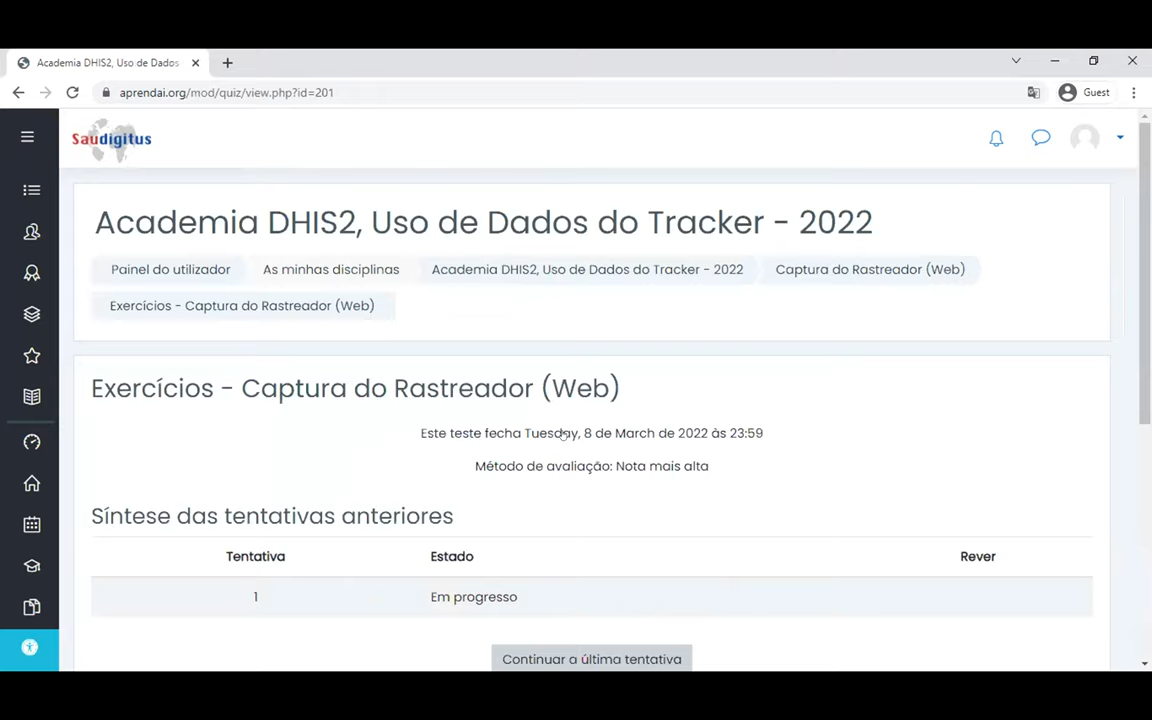 Academia DHIS2, Uso de Dados
aprendai.org/mod/quiz/view.php?id=201
Guest
Saudigitus
Academia DHIS2, Uso de Dados do Tracker - 2022
Painel do utilizador
As minhas disciplinas
Academia DHIS2, Uso de Dados do Tracker - 2022
Captura do Rastreador (Web)
Exercícios - Captura do Rastreador (Web)
Exercícios - Captura do Rastreador (Web)
Este teste fecha Tuesday, 8 de March de 2022 às 23:59
Método de avaliação: Nota mais alta
Síntese das tentativas anteriores
Tentativa Estado Rever
1 Em progresso
Continuar a última tentativa